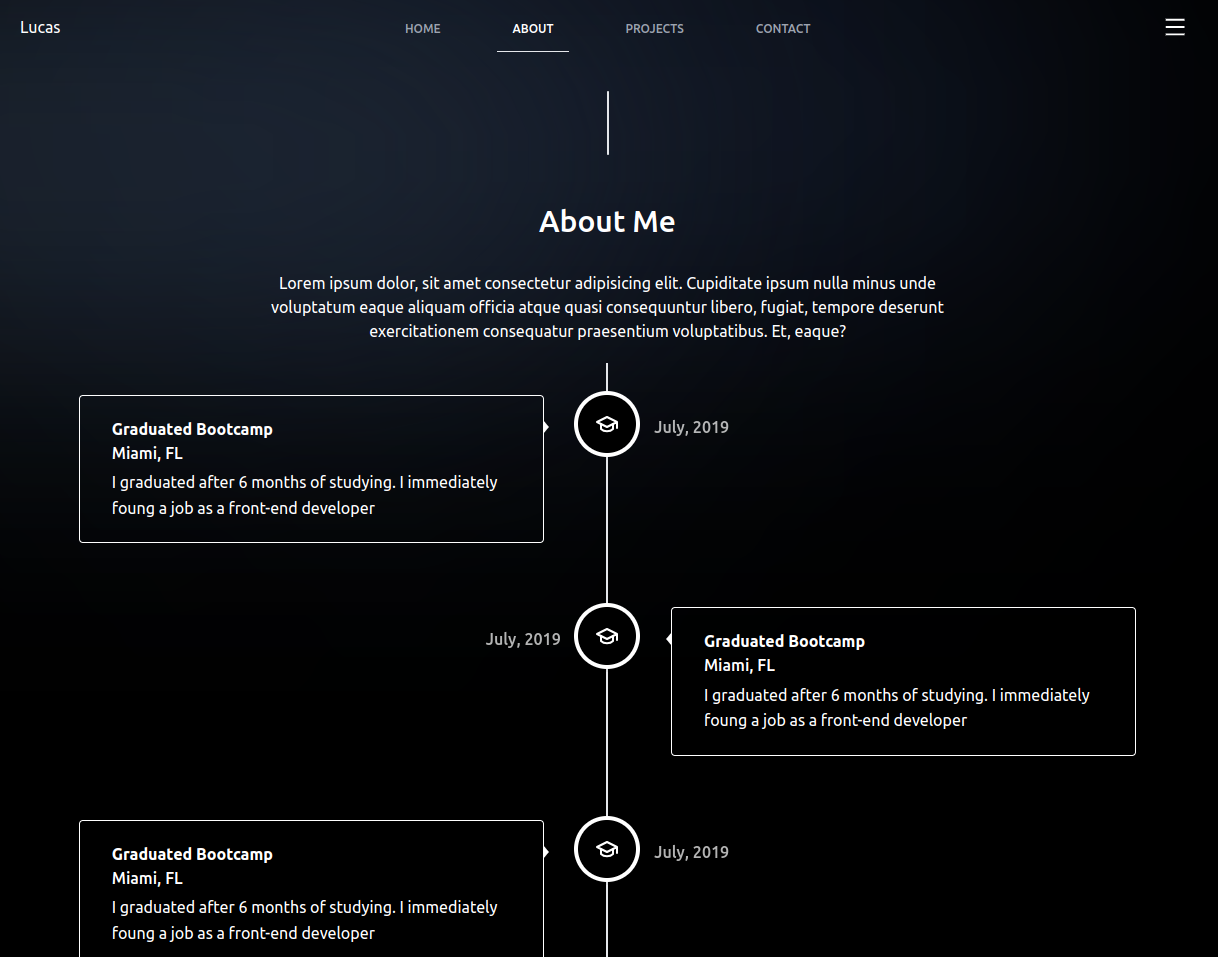 Lucas
HOME
ABOUT
PROJECTS
CONTACT
About Me
Lorem ipsum dolor, sit amet consectetur adipisicing elit. Cupiditate ipsum nulla minus unde
voluptatum eaque aliquam officia atque quasi consequuntur libero, fugiat, tempore deserunt
exercitationem consequatur praesentium voluptatibus. Et, eaque?
Graduated Bootcamp
Miami, FL
I graduated after 6 months of studying. I immediately
foung a job as a front-end developer
July, 2019
July, 2019
Graduated Bootcamp
Miami, FL
I graduated after 6 months of studying. I immediately
foung a job as a front-end developer
Graduated Bootcamp
Miami, FL
I graduated after 6 months of studying. I immediately
foung a job as a front-end developer
July, 2019